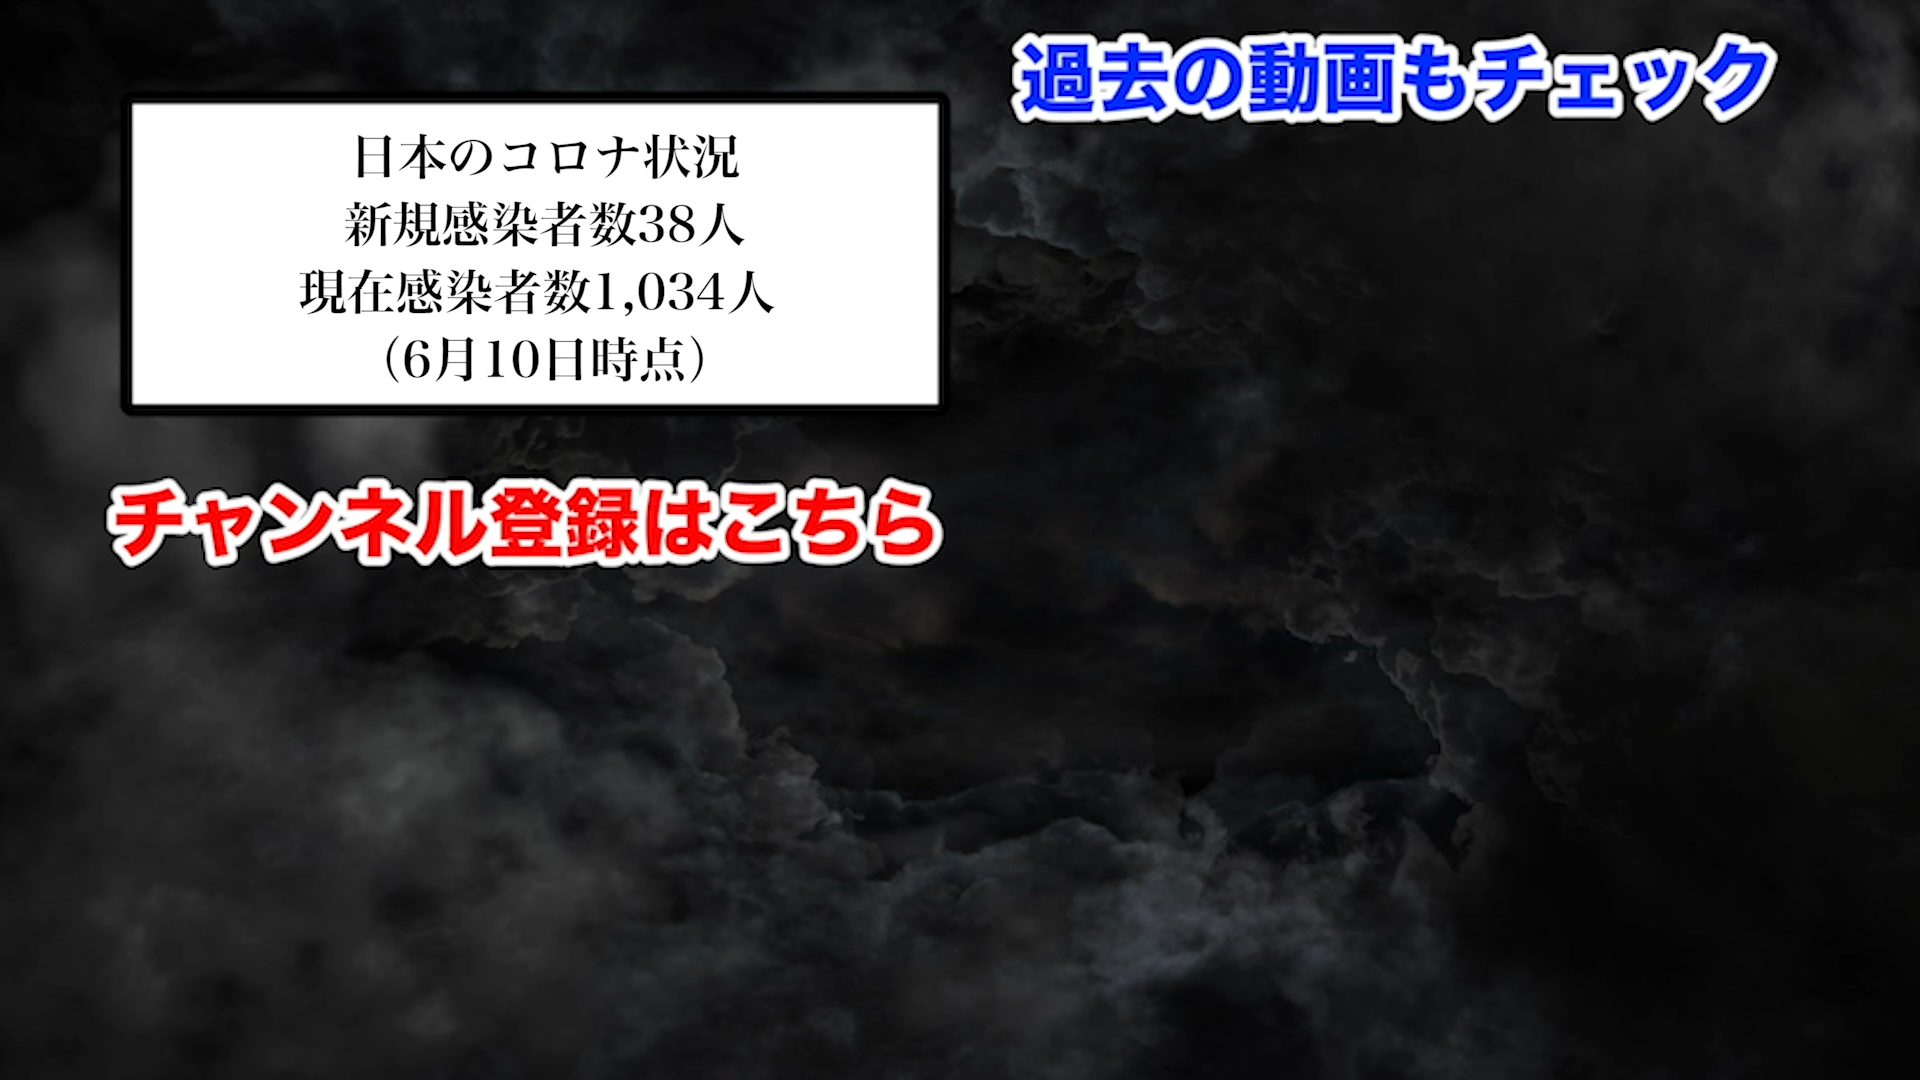 過去の動画もチェック
日本のコロナ状況
新規感染者数38人
現在感染者数1,034人
（6月10日時点）
チャンネル登録はこちら